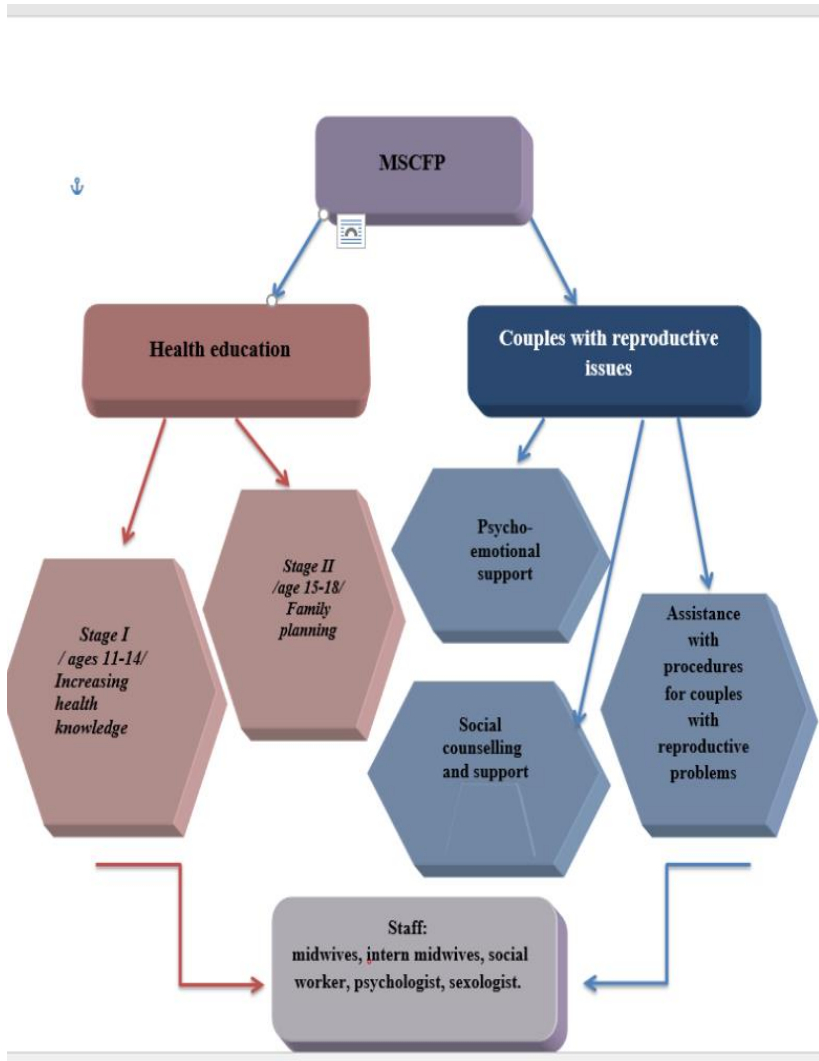 MSCFP
Health education
Couples with reproductive
issues
Stage I
/ ages 11-14/
Increasing
health
knowledge
Stage II
/age 15-18/
Family
planning
Psycho-
emotional
support
Social
counselling
and support
Assistance
with
procedures
for couples
with
reproductive
problems
Staff:
midwives, intern midwives, social
worker, psychologist, sexologist.